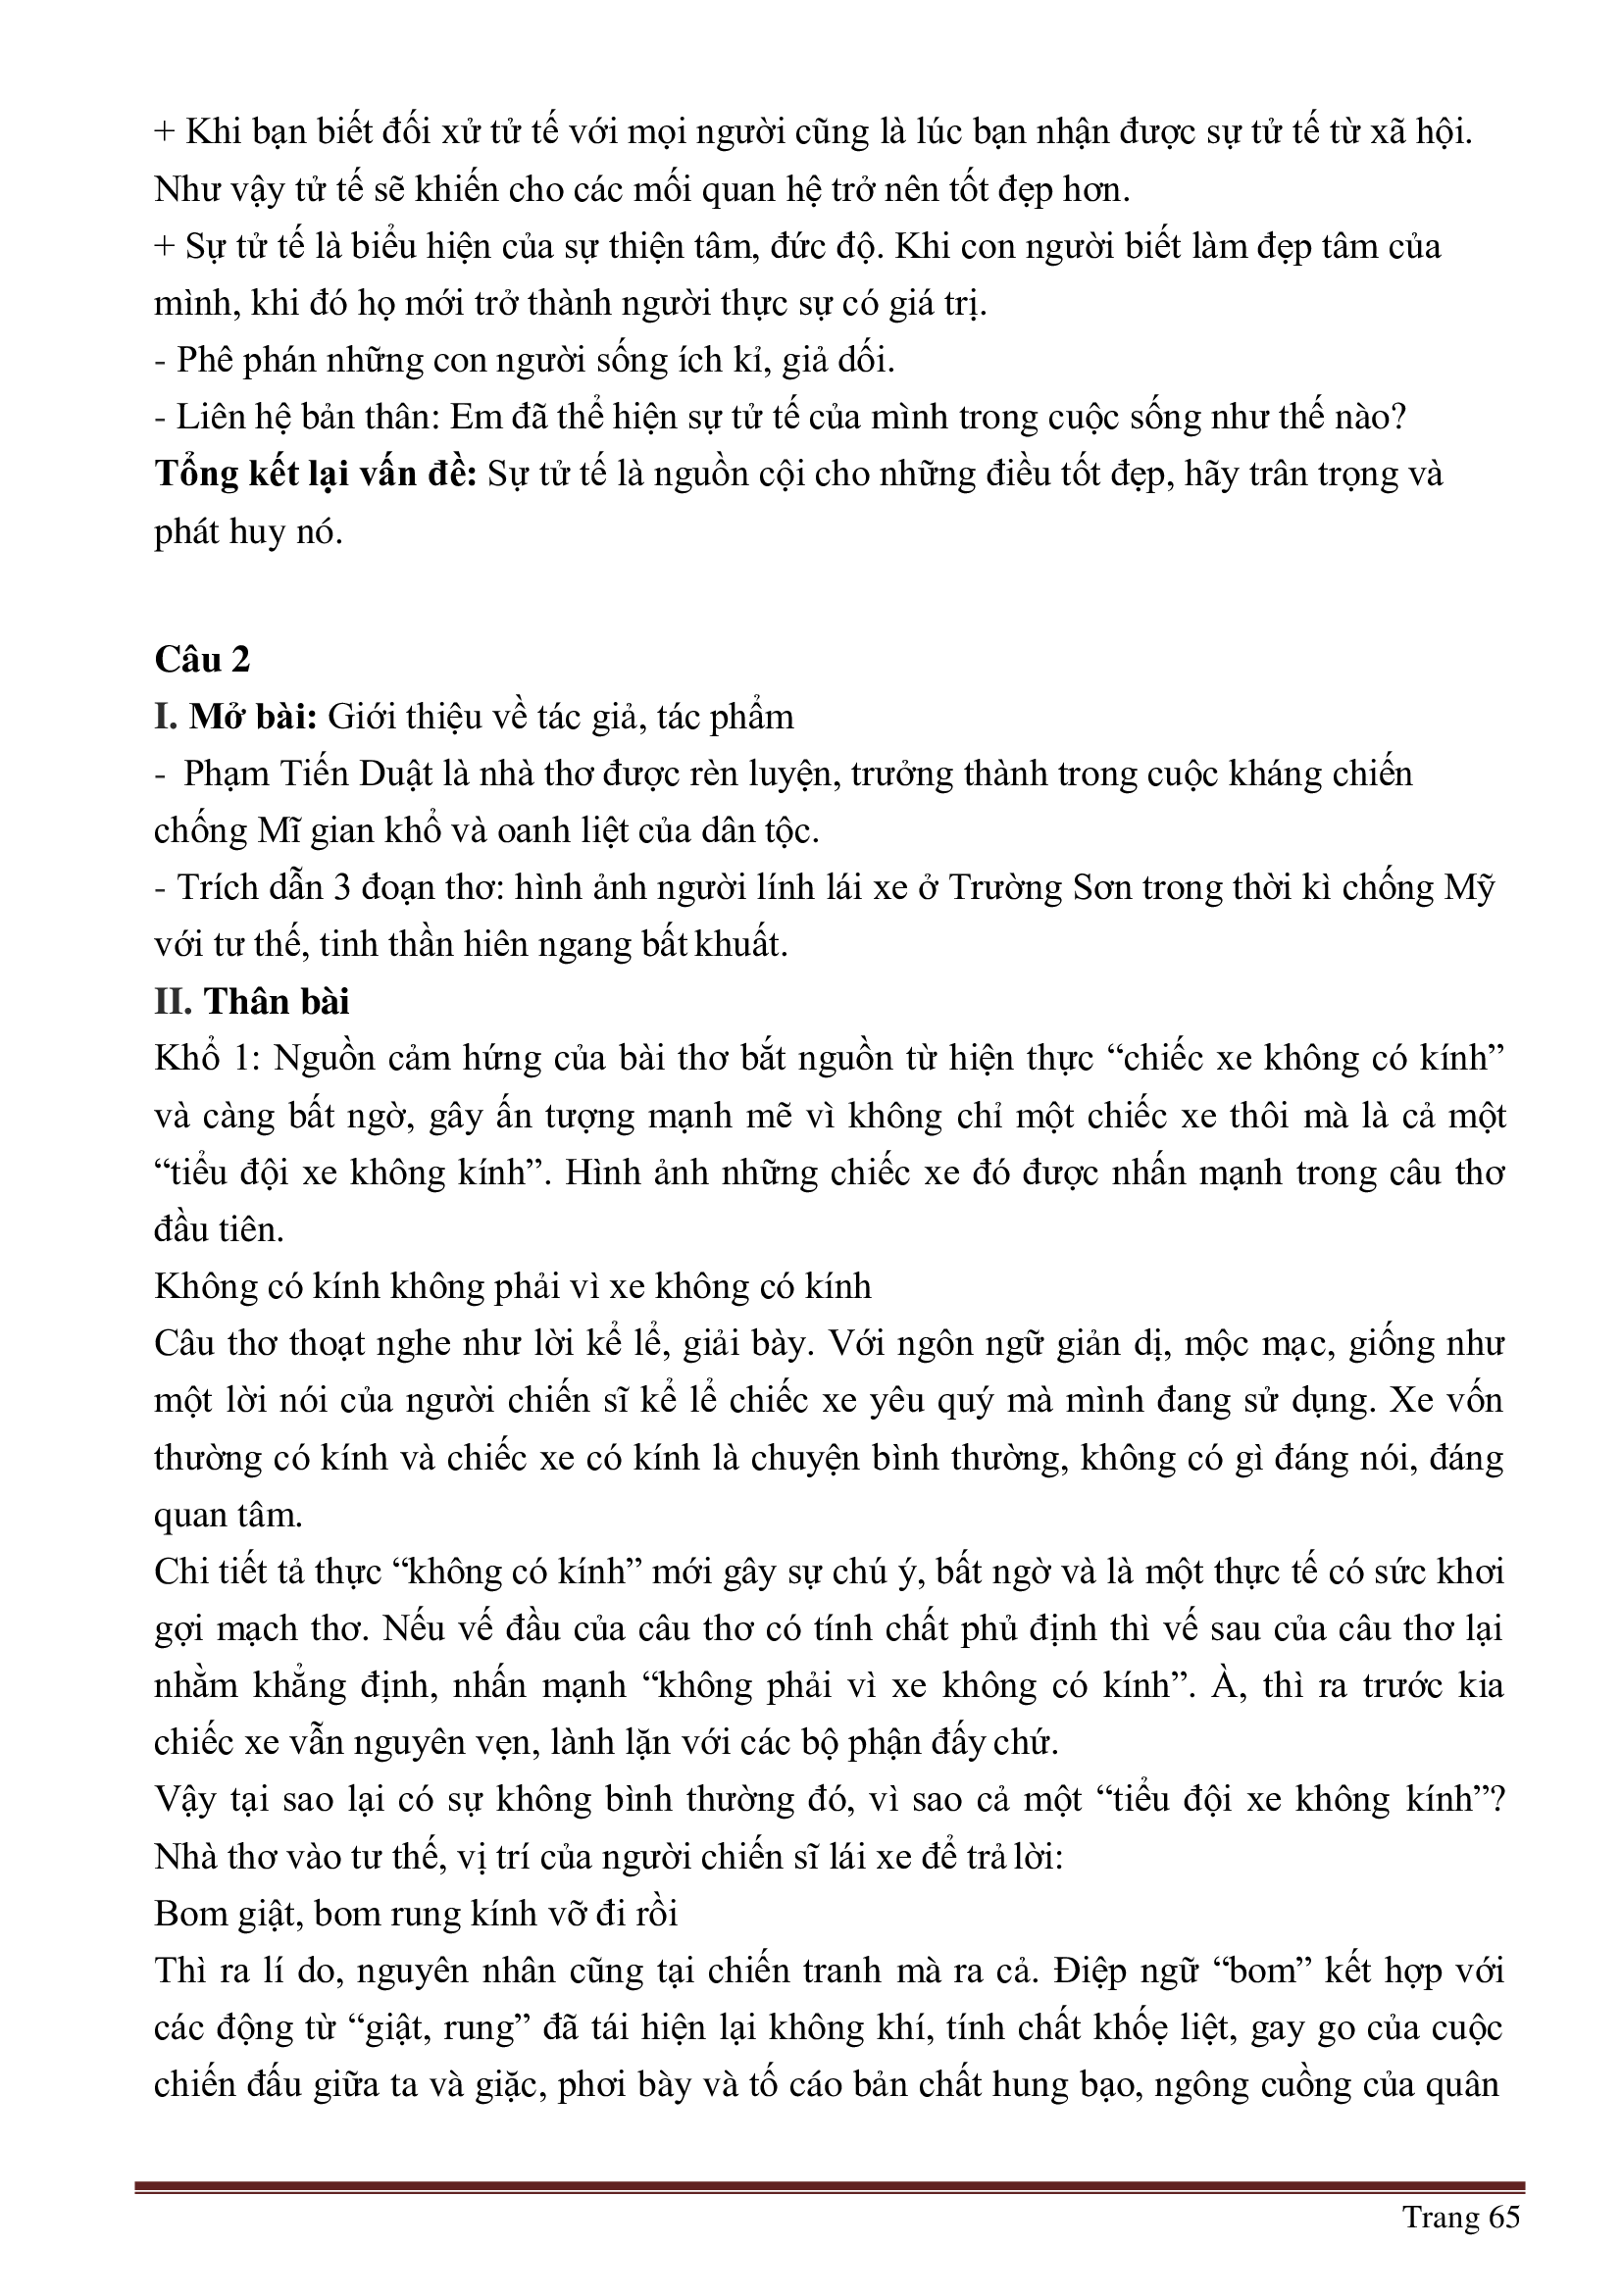 + Khi bạn biết đối xử tử tế với mọi người cũng là lúc bạn nhận được sự tử tế từ xã hội.
Như vậy tử tế sẽ khiến cho các mối quan hệ trở nên tốt đẹp hơn.
+ Sự tử tế là biểu hiện của sự thiện tâm, đức độ. Khi con người biết làm đẹp tâm của
mình, khi đó họ mới trở thành người thực sự có giá trị.
- Phê phán những con người sống ích kỉ, giả dối.
- Liên hệ bản thân: Em đã thể hiện sự tử tế của mình trong cuộc sống như thế nào?
Tổng kết lại vấn đề: Sự tử tế là nguồn cội cho những điều tốt đẹp, hãy trân trọng và
phát huy nó.
Câu 2
I. Mở bài: Giới thiệu về tác giả, tác phẩm
- Phạm Tiến Duật là nhà thơ được rèn luyện, trưởng thành trong cuộc kháng chiến
chống Mĩ gian khổ và oanh liệt của dân tộc.
- Trích dẫn 3 đoạn thơ: hình ảnh người lính lái xe ở Trường Sơn trong thời kì chống Mỹ
với tư thế, tinh thần hiên ngang bất khuất.
II. Thân bài
Khổ 1: Nguồn cảm hứng của bài thơ bắt nguồn từ hiện thực “chiếc xe không có kính”
và càng bất ngờ, gây ấn tượng mạnh mẽ vì không chỉ một chiếc xe thôi mà là cả một
“tiểu đội xe không kính”. Hình ảnh những chiếc xe đó được nhấn mạnh trong câu thơ
đầu tiên.
Không có kính không phải vì xe không có kính
Câu thơ thoạt nghe như lời kể lể, giải bày. Với ngôn ngữ giản dị, mộc mạc, giống như
một lời nói của người chiến sĩ kể lể chiếc xe yêu quý mà mình đang sử dụng. Xe vốn
thường có kính và chiếc xe có kính là chuyện bình thường, không có gì đáng nói, đáng
quan tâm.
Chi tiết tả thực “không có kính” mới gây sự chú ý, bất ngờ và là một thực tế có sức khơi
gợi mạch thơ. Nếu vế đầu của câu thơ có tính chất phủ định thì vế sau của câu thơ lại
nhằm khẳng định, nhấn mạnh “không phải vì xe không có kính”. À, thì ra trước kia
chiếc xe vẫn nguyên vẹn, lành lặn với các bộ phận đấy chứ.
Vậy tại sao lại có sự không bình thường đó, vì sao cả một “tiểu đội xe không kính”?
Nhà thơ vào tư thế, vị trí của người chiến sĩ lái xe để trả lời:
Bom giật, bom rung kính vỡ đi rồi
Thì ra lí do, nguyên nhân cũng tại chiến tranh mà ra cả. Điệp ngữ “bom” kết hợp với
các động từ “giật, rung” đã tái hiện lại không khí, tính chất khốẹ liệt, gay go của cuộc
chiến đấu giữa ta và giặc, phơi bày và tố cáo bản chất hung bạo, ngông cuồng của quân
Trang 65